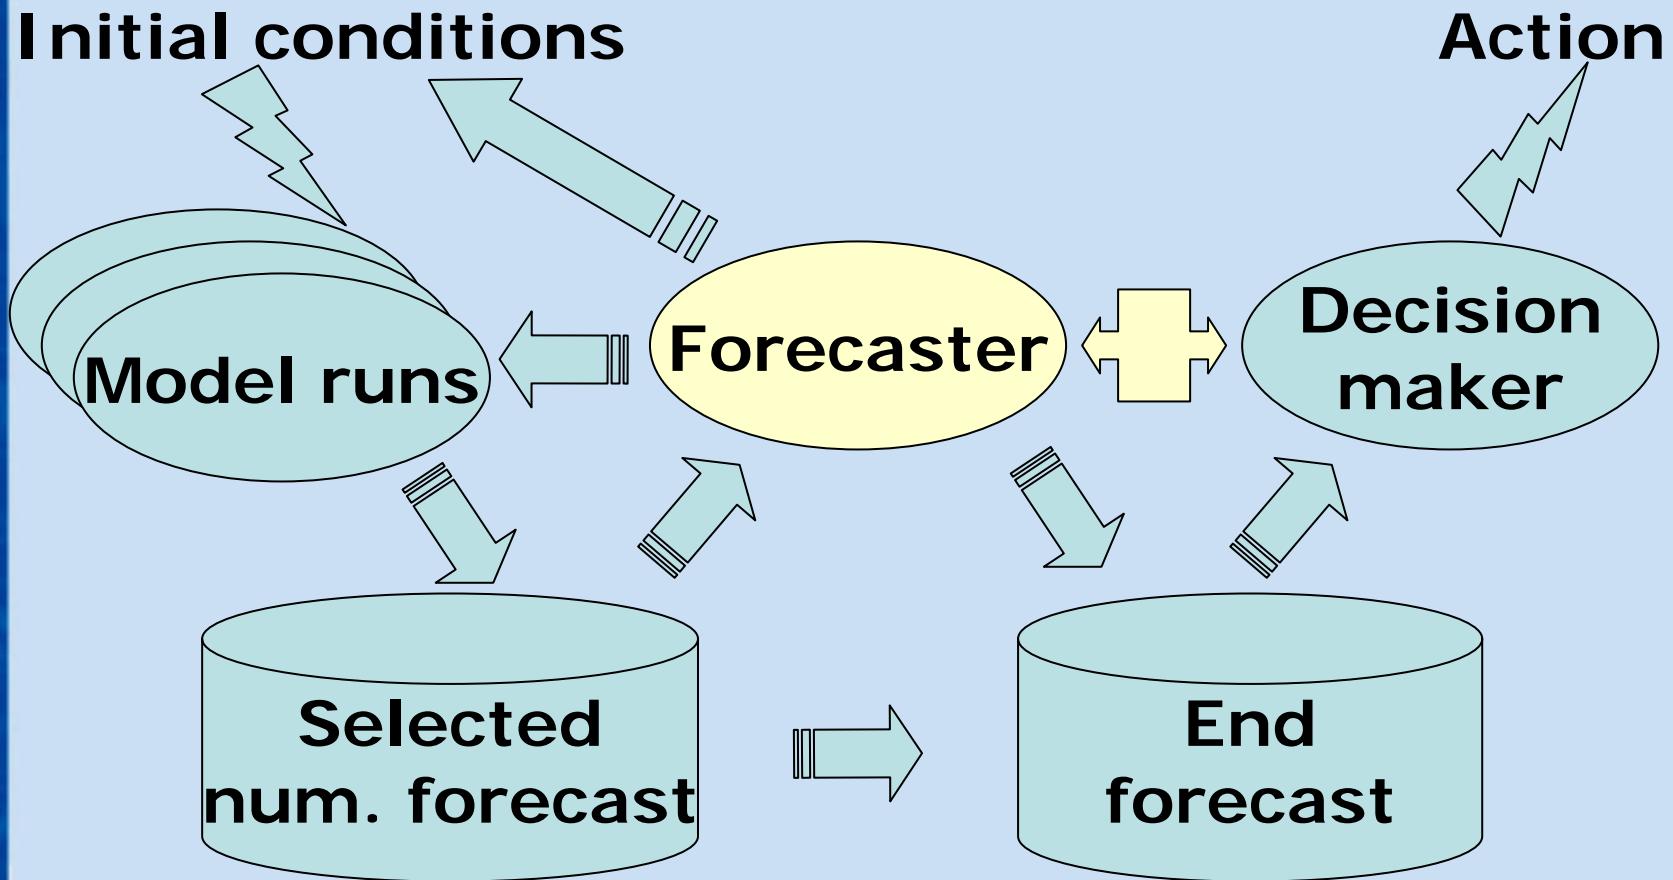 Initial conditions
Action
Model runs
Forecaster
Decision
maker
Selected
num. forecast
End
forecast